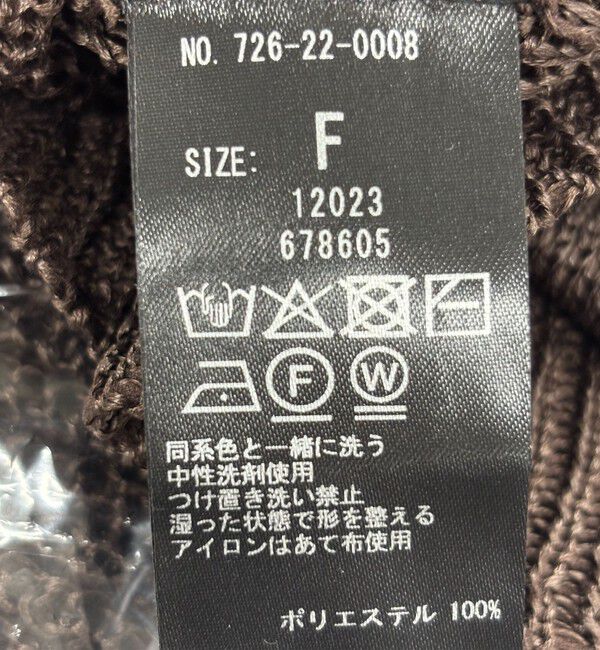 NO. 726-22-0008
SIZE: F
12023
678605
F W
同系色と一緒に洗う
中性洗剤使用
つけ置き洗い禁止
湿った状態で形を整える
アイロンはあて布使用
ポリエステル 100%